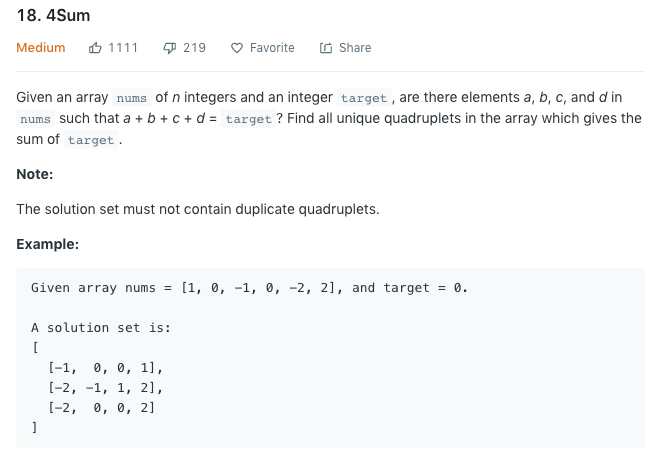 18. 4Sum
Medium 1111 219 Favorite Share
Given an array nums of n integers and an integer target , are there elements a, b, c, and d in
nums such that a + b + c + d = target ? Find all unique quadruplets in the array which gives the
sum of target .
Note:
The solution set must not contain duplicate quadruplets.
Example:
Given array nums = [1, 0, -1, 0, -2, 2], and target = 0.
A solution set is:
[
[-1,  0, 0, 1],
[-2, -1, 1, 2],
[-2,  0, 0, 2]
]